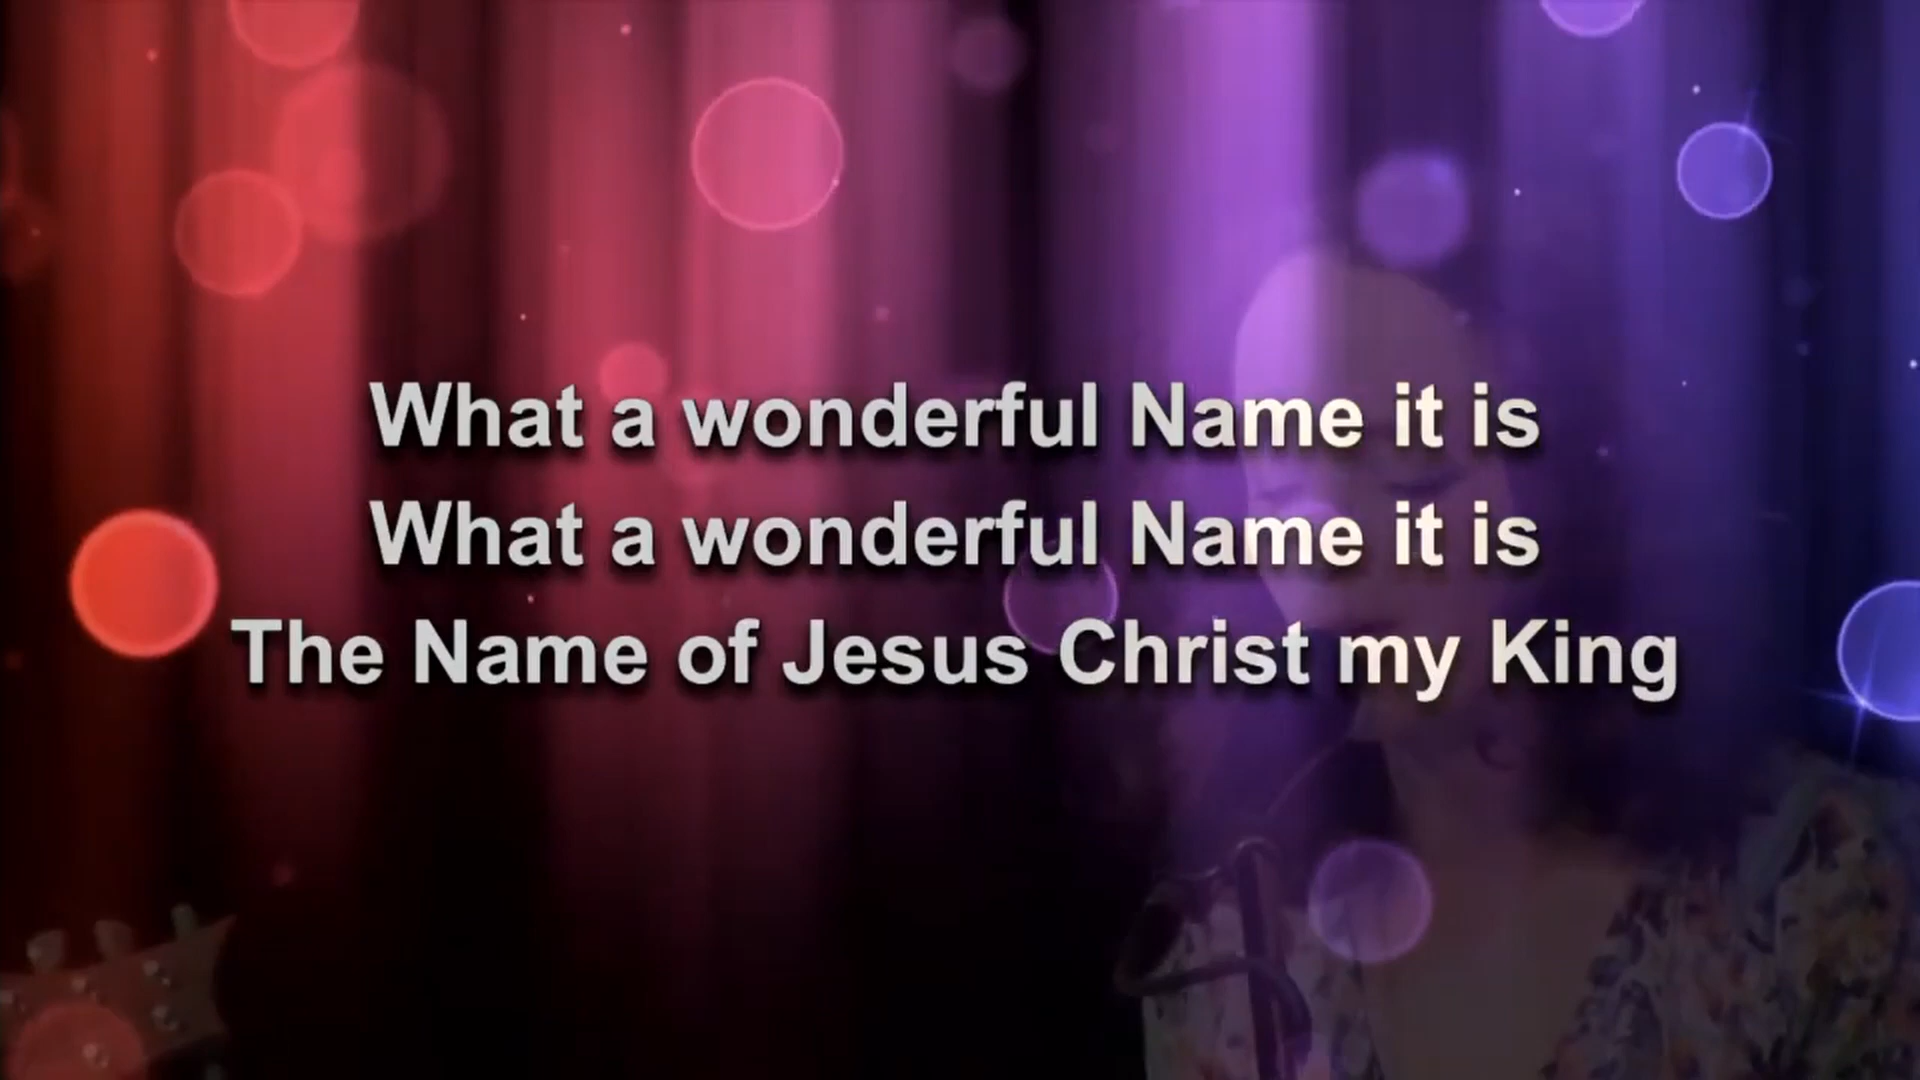 What a wonderful Name it is
What a wonderful Name it is
The Name of Jesus Christ my King